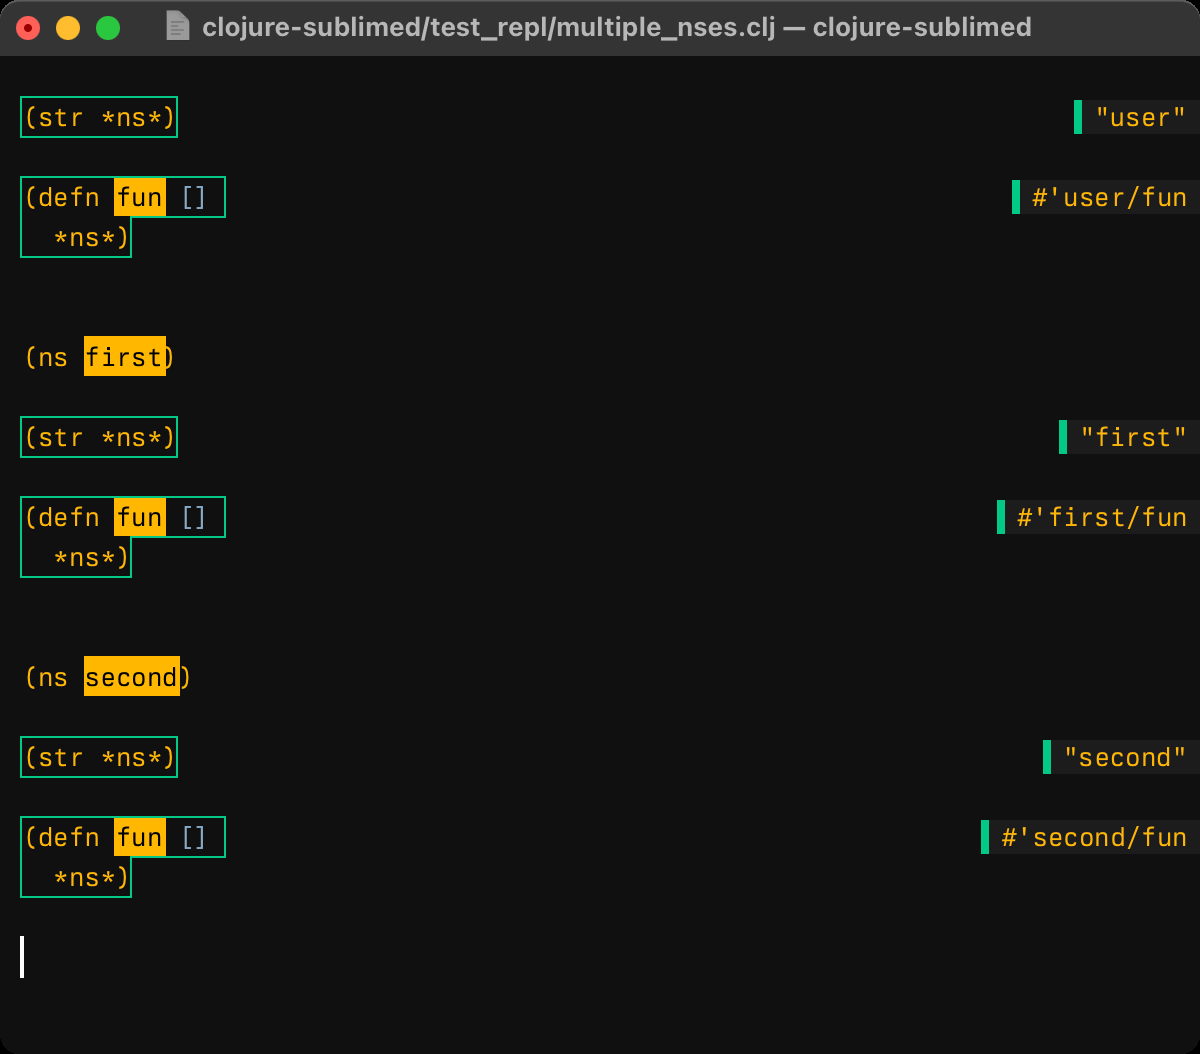 clojure-sublimed/test_repl/multiple_nses.clj — clojure-sublimed
(str *ns*) "user"
(defn fun [] #'user/fun
  *ns*)
(ns first)
(str *ns*) "first"
(defn fun [] #'first/fun
  *ns*)
(ns second)
(str *ns*) "second"
(defn fun [] #'second/fun
  *ns*)